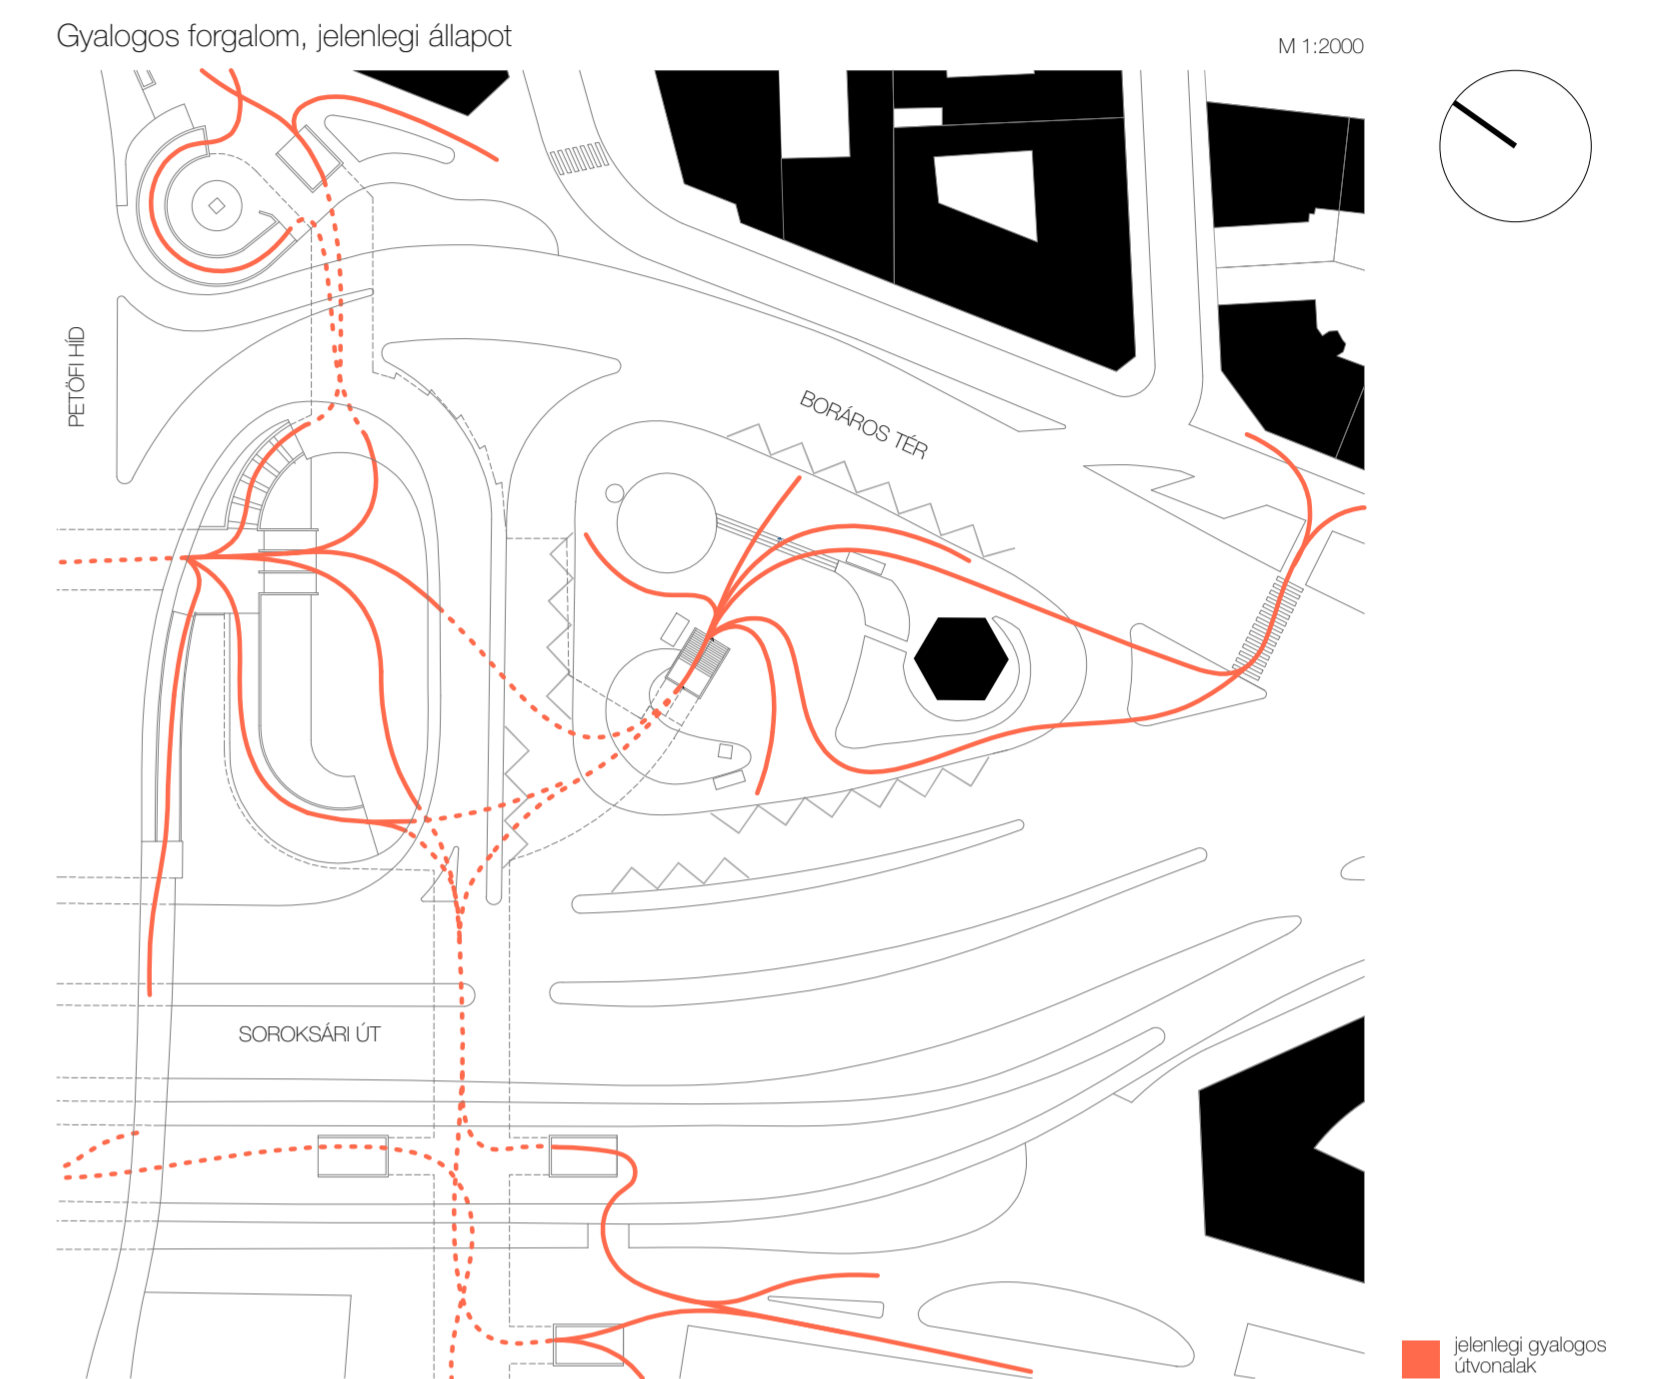 Gyalogos forgalom, jelenlegi állapot
M 1:2000
PETŐFI HÍD
BORÁROS TÉR
SOROKSÁRI ÚT
jelenlegi gyalogos
útvonalak